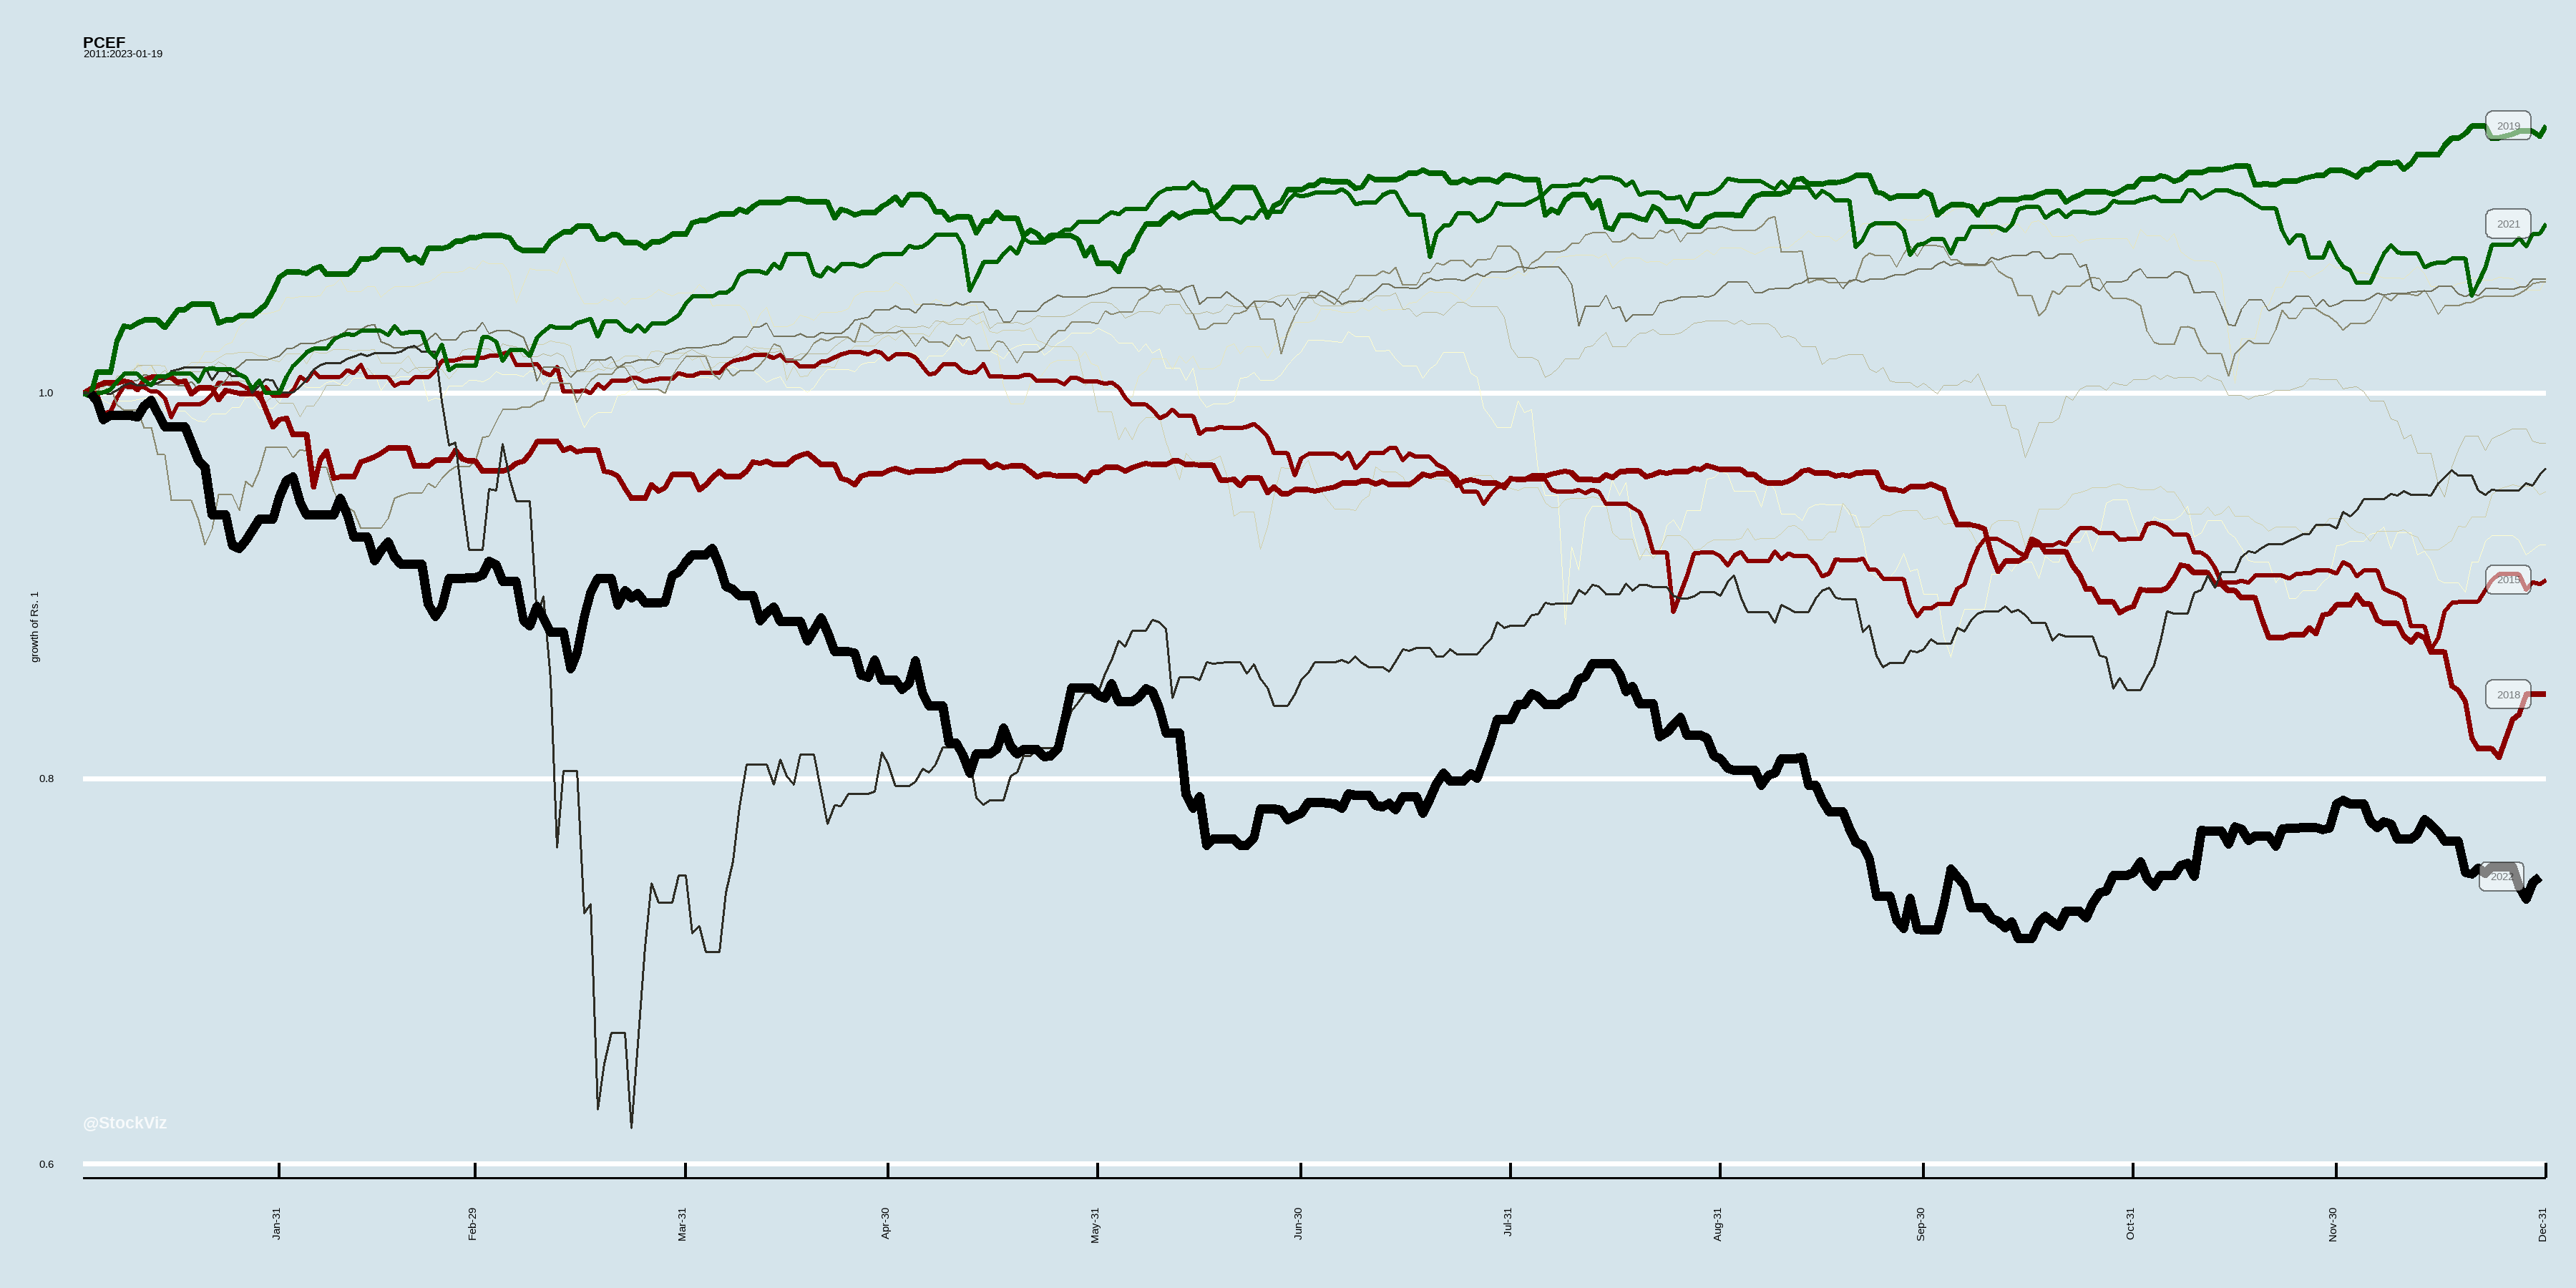 PCEF
2011:2023-01-19
2019
2021
1.0
2015
growth of Rs. 1
2018
0.8
2022
@StockViz
0.6
Jan-31
Feb-29
Mar-31
Apr-30
May-31
Jun-30
Jul-31
Aug-31
Sep-30
Oct-31
Nov-30
Dec-31